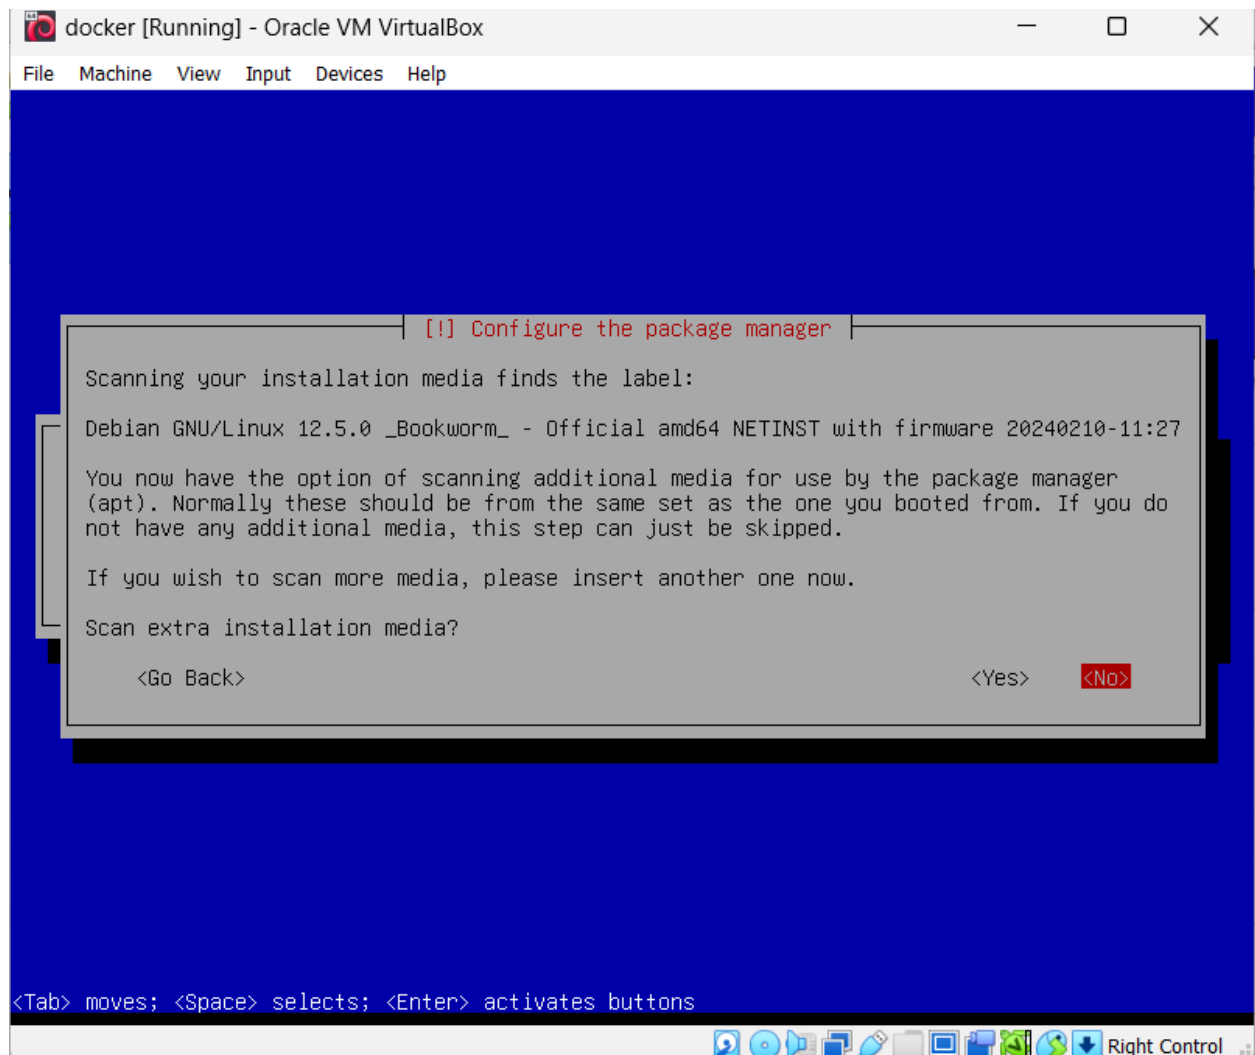 docker [Running] - Oracle VM VirtualBox
File Machine View Input Devices Help
[!] Configure the package manager
Scanning your installation media finds the label:
Debian GNU/Linux 12.5.0 _Bookworm_ - Official amd64 NETINST with firmware 20240210-11:27
You now have the option of scanning additional media for use by the package manager
(apt). Normally these should be from the same set as the one you booted from. If you do
not have any additional media, this step can just be skipped.
If you wish to scan more media, please insert another one now.
Scan extra installation media?
<Go Back> <Yes> <No>
<Tab> moves; <Space> selects; <Enter> activates buttons
Right Control